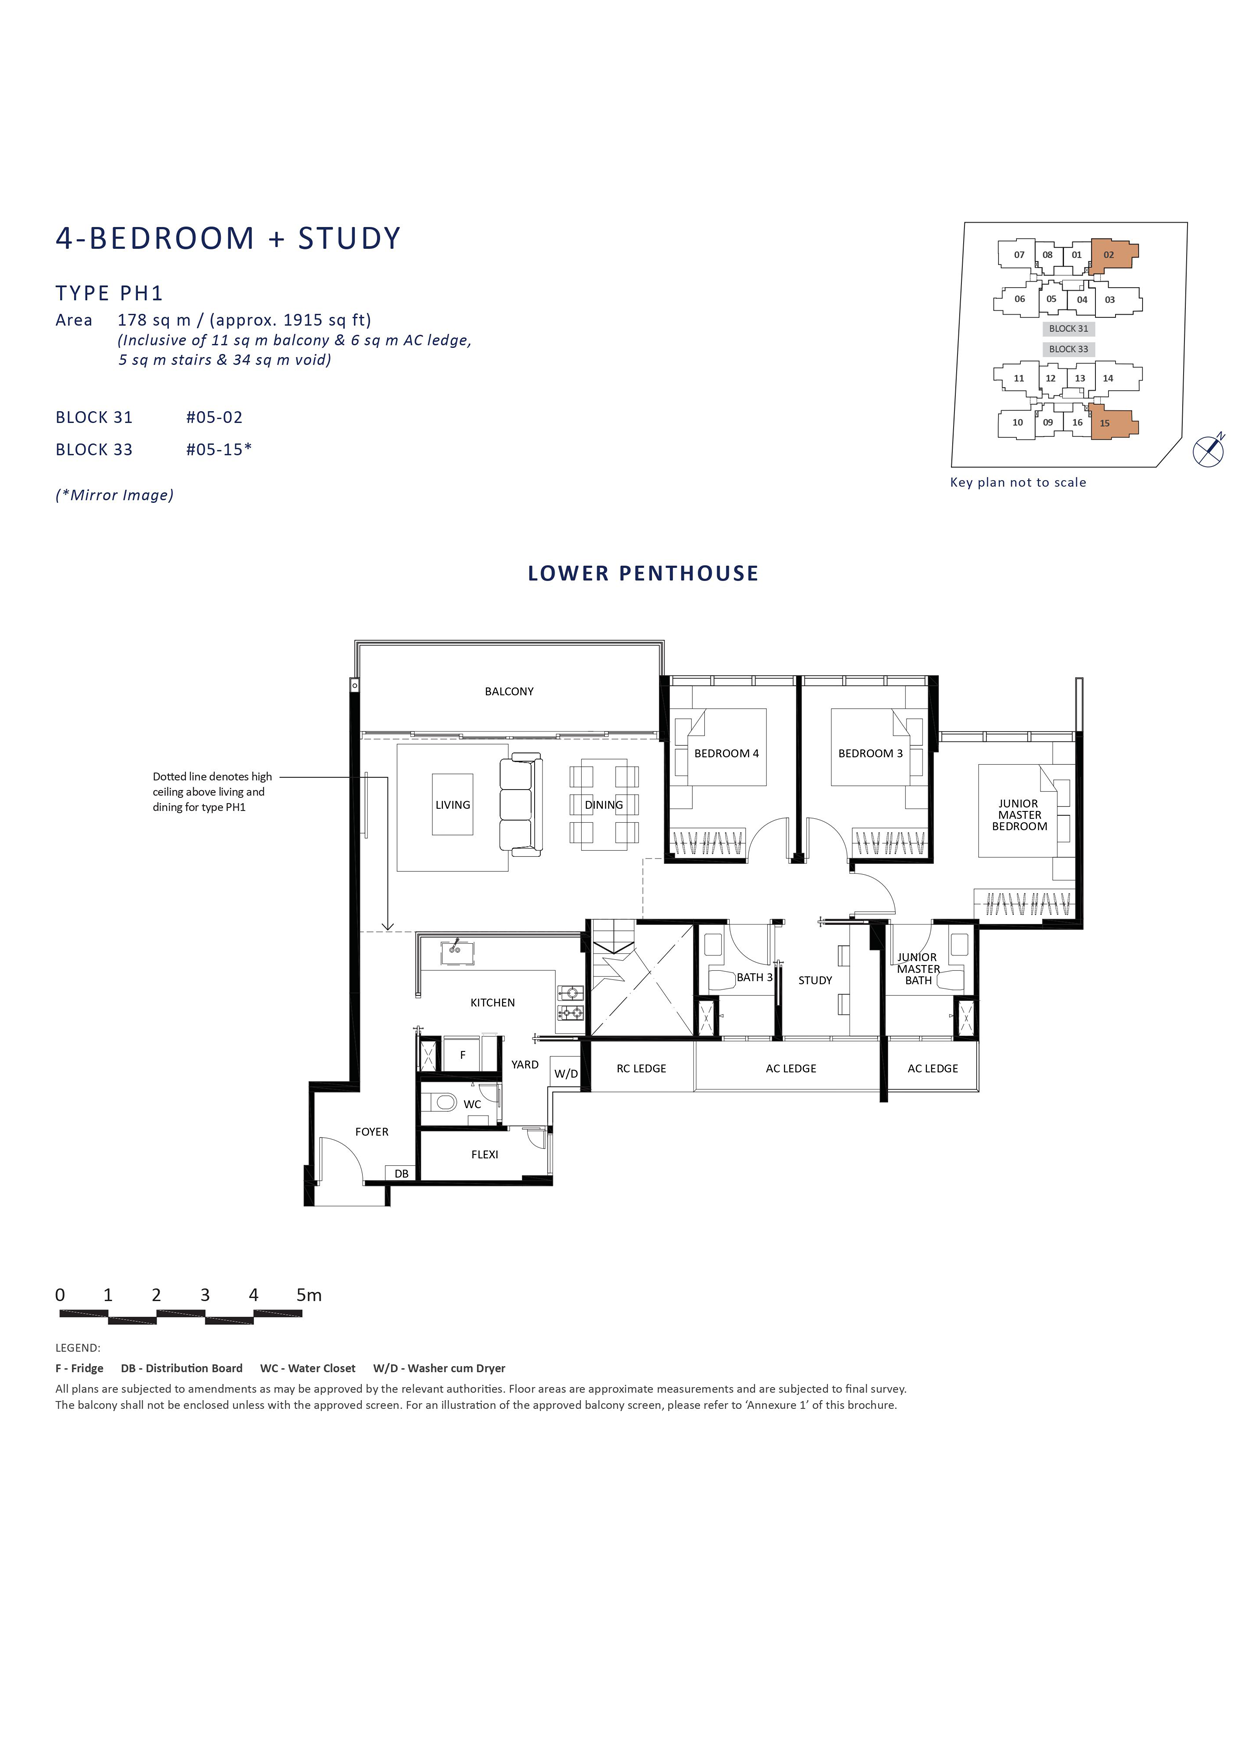 4-BEDROOM + STUDY
TYPE PH1
Area 178 sq m / (approx. 1915 sq ft)
(Inclusive of 11 sq m balcony & 6 sq m AC ledge,
5 sq m stairs & 34 sq m void)
BLOCK 31 #05-02
BLOCK 33 #05-15*
(*Mirror Image)
07 08 01 02
06 05 04 03
BLOCK 31
BLOCK 33
11 12 13 14
10 09 16 15
N
Key plan not to scale
LOWER PENTHOUSE
BALCONY
BEDROOM 4
BEDROOM 3
Dotted line denotes high
ceiling above living and
dining for type PH1
LIVING
DINING
JUNIOR
MASTER
BEDROOM
KITCHEN
BATH 3
STUDY
JUNIOR
MASTER
BATH
F
YARD
W/D
RC LEDGE
AC LEDGE
AC LEDGE
WC
FOYER
FLEXI
DB
0 1 2 3 4 5m
LEGEND:
F - Fridge DB - Distribution Board WC - Water Closet W/D - Washer cum Dryer
All plans are subjected to amendments as may be approved by the relevant authorities. Floor areas are approximate measurements and are subjected to final survey.
The balcony shall not be enclosed unless with the approved screen. For an illustration of the approved balcony screen, please refer to ‘Annexure 1’ of this brochure.